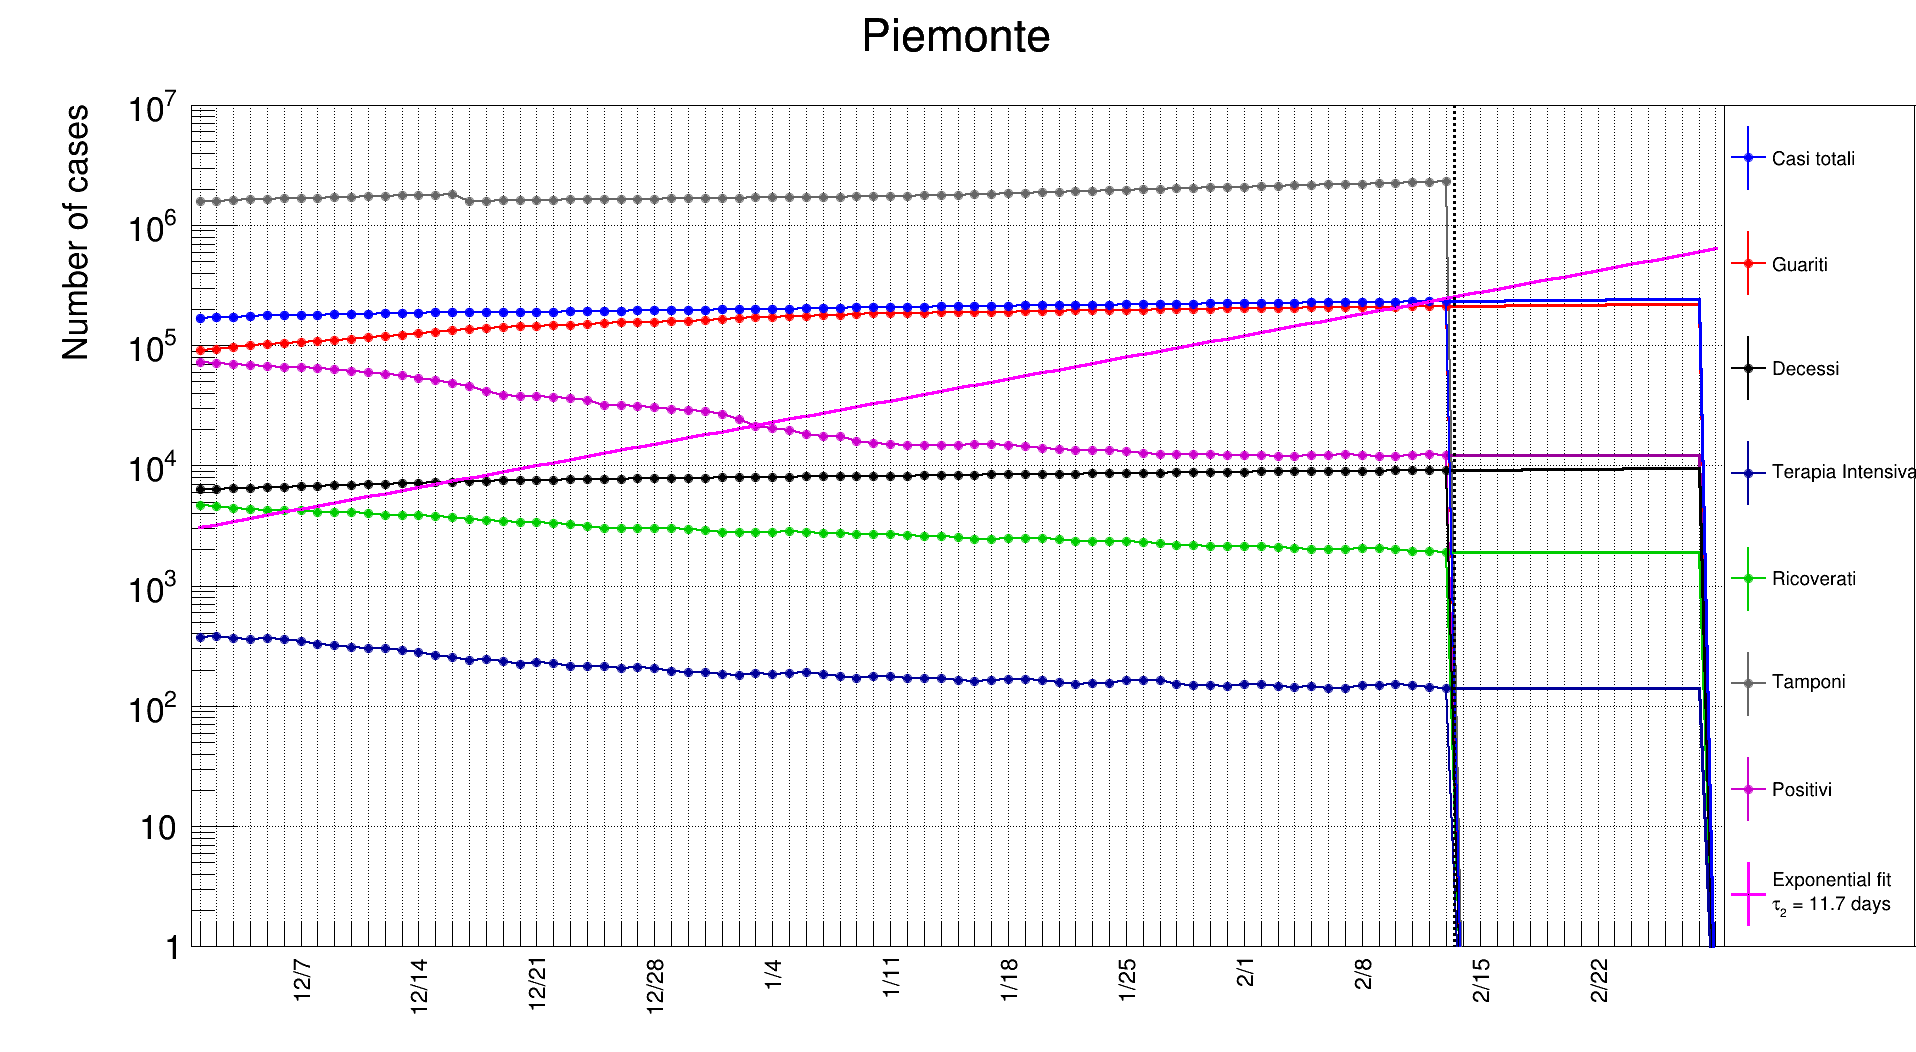 Piemonte
Number of cases
10^7
10^6
10^5
10^4
10^3
10^2
10
1
12/7
12/14
12/21
12/28
1/4
1/11
1/18
1/25
2/1
2/8
2/15
2/22
Casi totali
Guariti
Decessi
Terapia Intensiva
Ricoverati
Tamponi
Positivi
Exponential fit
τ_2 = 11.7 days